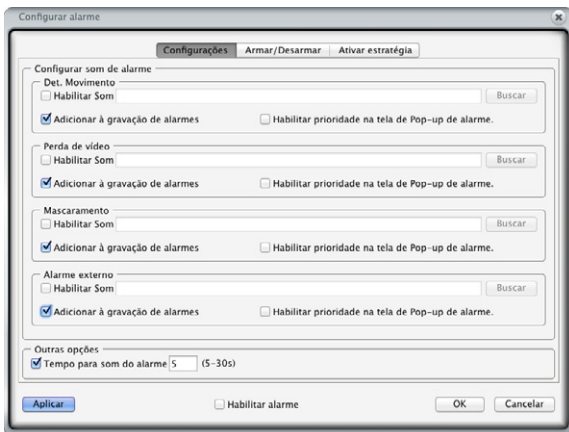 Configurar alarme
Configurações Armar/Desarmar Ativar estratégia
Configurar som de alarme
Det. Movimento
Habilitar Som Buscar
Adicionar à gravação de alarmes Habilitar prioridade na tela de Pop-up de alarme.
Perda de vídeo
Habilitar Som Buscar
Adicionar à gravação de alarmes Habilitar prioridade na tela de Pop-up de alarme.
Mascaramento
Habilitar Som Buscar
Adicionar à gravação de alarmes Habilitar prioridade na tela de Pop-up de alarme.
Alarme externo
Habilitar Som Buscar
Adicionar à gravação de alarmes Habilitar prioridade na tela de Pop-up de alarme.
Outras opções
Tempo para som do alarme 5 (5-30s)
Aplicar Habilitar alarme OK Cancelar